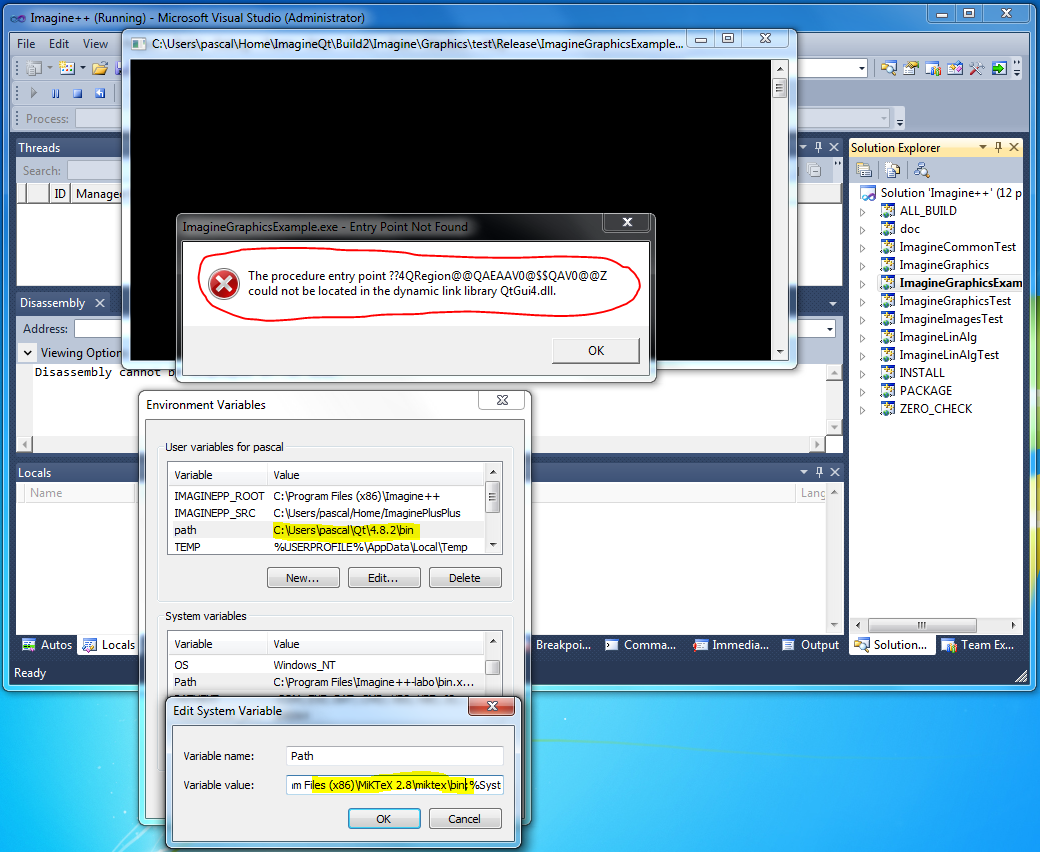 Imagine++ (Running) - Microsoft Visual Studio (Administrator)
File Edit View
C:\Users\pascal\Home\ImagineQt\Build2\Imagine\Graphics\test\Release\ImagineGraphicsExample...
Process:
Threads
Search:
ID Manage
ImagineGraphicsExample.exe - Entry Point Not Found
The procedure entry point ??4QRegion@@QAEAAV0@$$QAV0@@Z
could not be located in the dynamic link library QtGui4.dll.
OK
Disassembly
Address:
Viewing Option
Disassembly cannot b
Solution Explorer
Solution 'Imagine++' (12 p
ALL_BUILD
doc
ImagineCommonTest
ImagineGraphics
ImagineGraphicsExam
ImagineGraphicsTest
ImagineImagesTest
ImagineLinAlg
ImagineLinAlgTest
INSTALL
PACKAGE
ZERO_CHECK
Environment Variables
User variables for pascal
Variable Value
IMAGINEPP_ROOT C:\Program Files (x86)\Imagine++
IMAGINEPP_SRC C:\Users/pascal/Home/ImaginePlusPlus
path C:\Users\pascal\Qt\4.8.2\bin
TEMP %USERPROFILE%\AppData\Local\Temp
New... Edit... Delete
System variables
Variable Value
OS Windows_NT
Path C:\Program Files\Imagine++-labo\bin.x...
Locals
Name
Lang
Autos Locals
Breakpoi... Comma... Immedia... Output
Solution... Team Ex...
Ready
Edit System Variable
Variable name: Path
Variable value: m Files (x86)\MiKTeX 2.8\miktex\bin;%Syst
OK Cancel